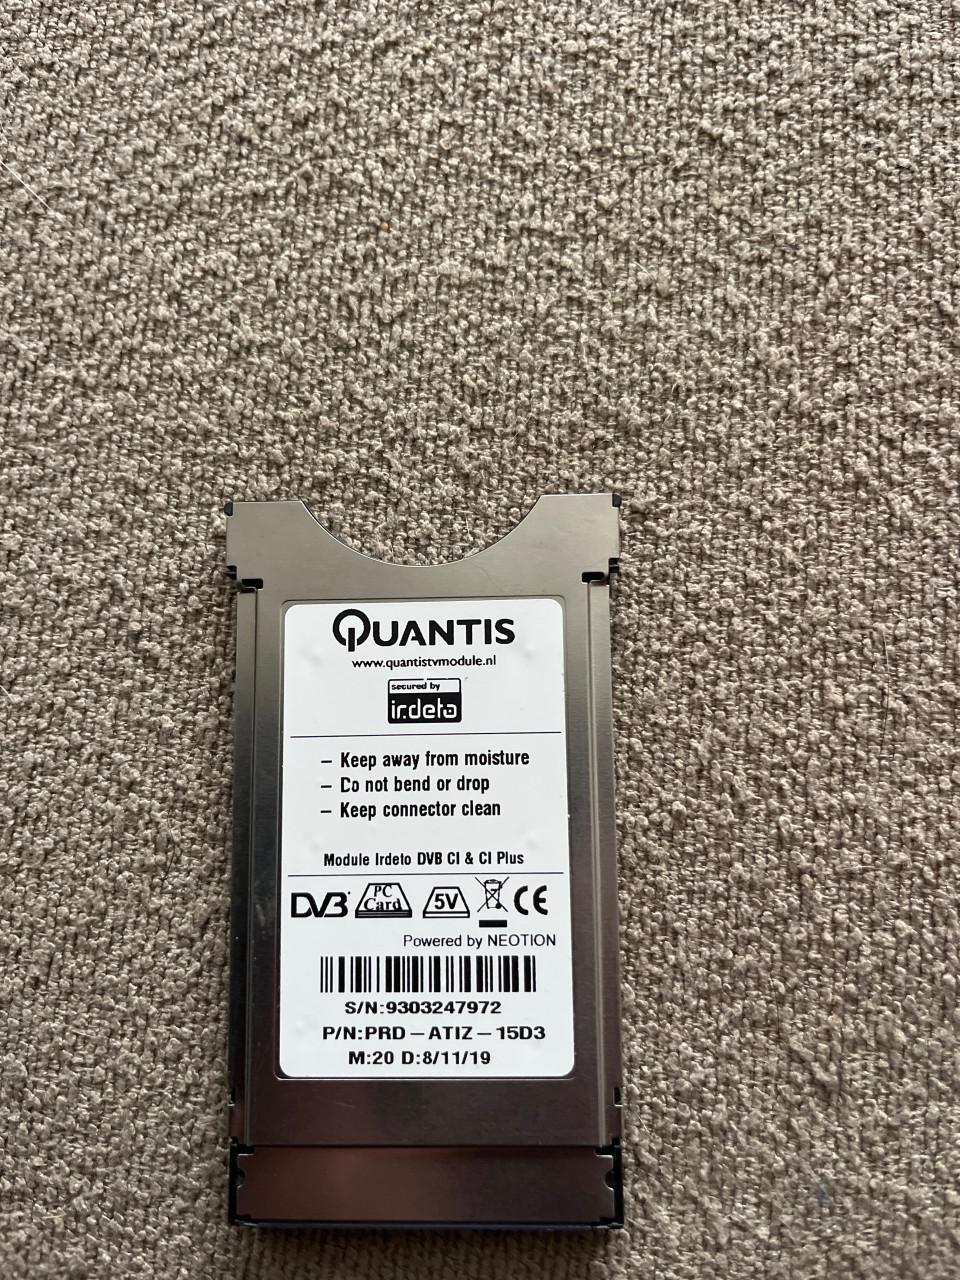 QUANTIS
www.quantistvmodule.nl
secured by
irdeto
– Keep away from moisture
– Do not bend or drop
– Keep connector clean
Module Irdeto DVB CI & CI Plus
DVB PC Card 5V CE
Powered by NEOTION
S/N:9303247972
P/N:PRD–ATIZ–15D3
M:20 D:8/11/19